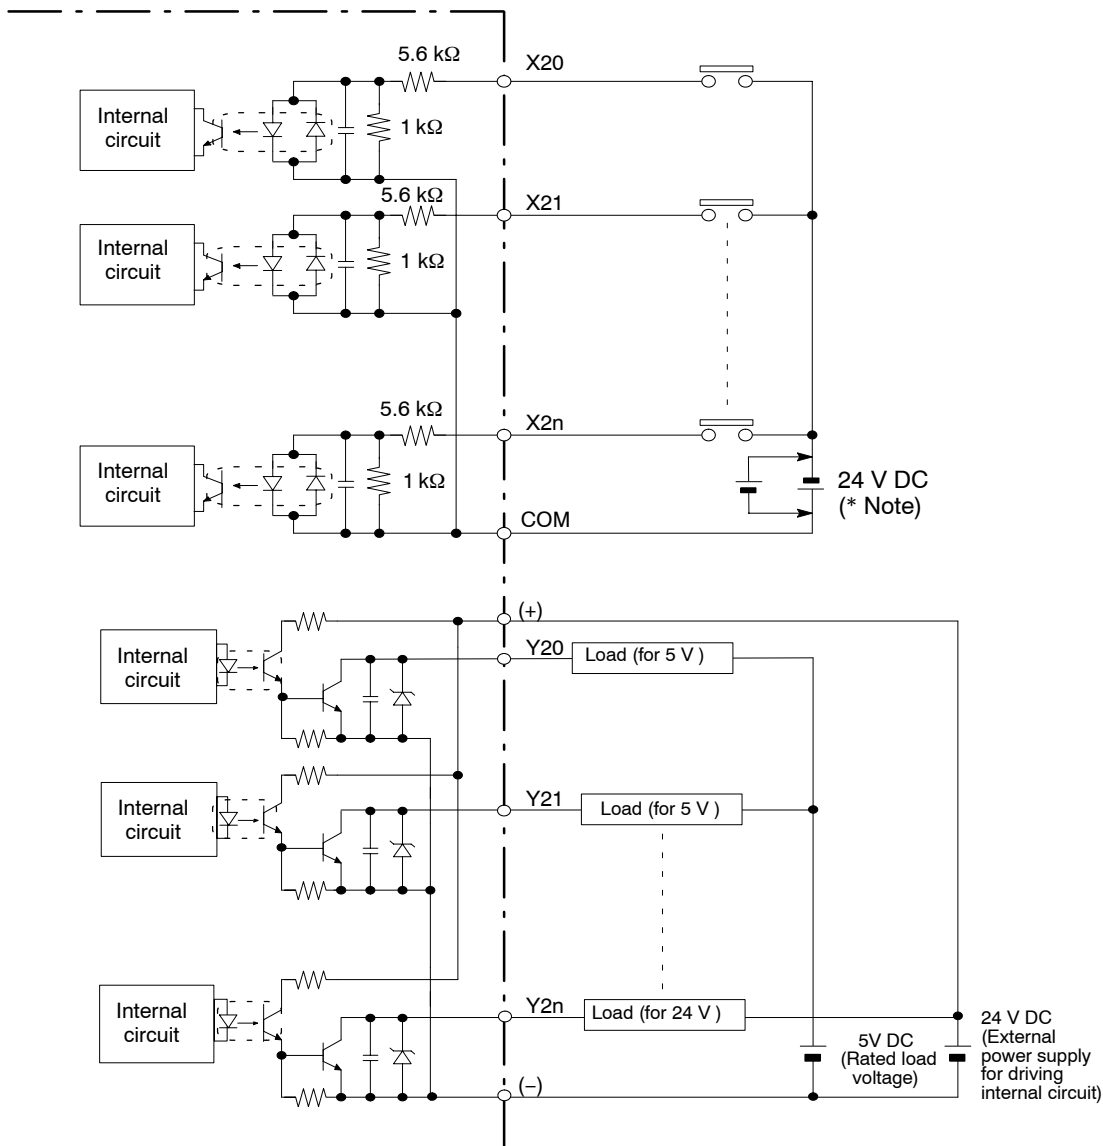 5.6 kΩ
X20
Internal
circuit
1 kΩ
5.6 kΩ
X21
Internal
circuit
1 kΩ
5.6 kΩ
X2n
Internal
circuit
1 kΩ
24 V DC
(* Note)
COM
(+)
Internal
circuit
Y20
Load (for 5 V )
Internal
circuit
Y21
Load (for 5 V )
Internal
circuit
Y2n
Load (for 24 V )
5V DC
(Rated load
voltage)
24 V DC
(External
power supply
for driving
internal circuit)
(−)